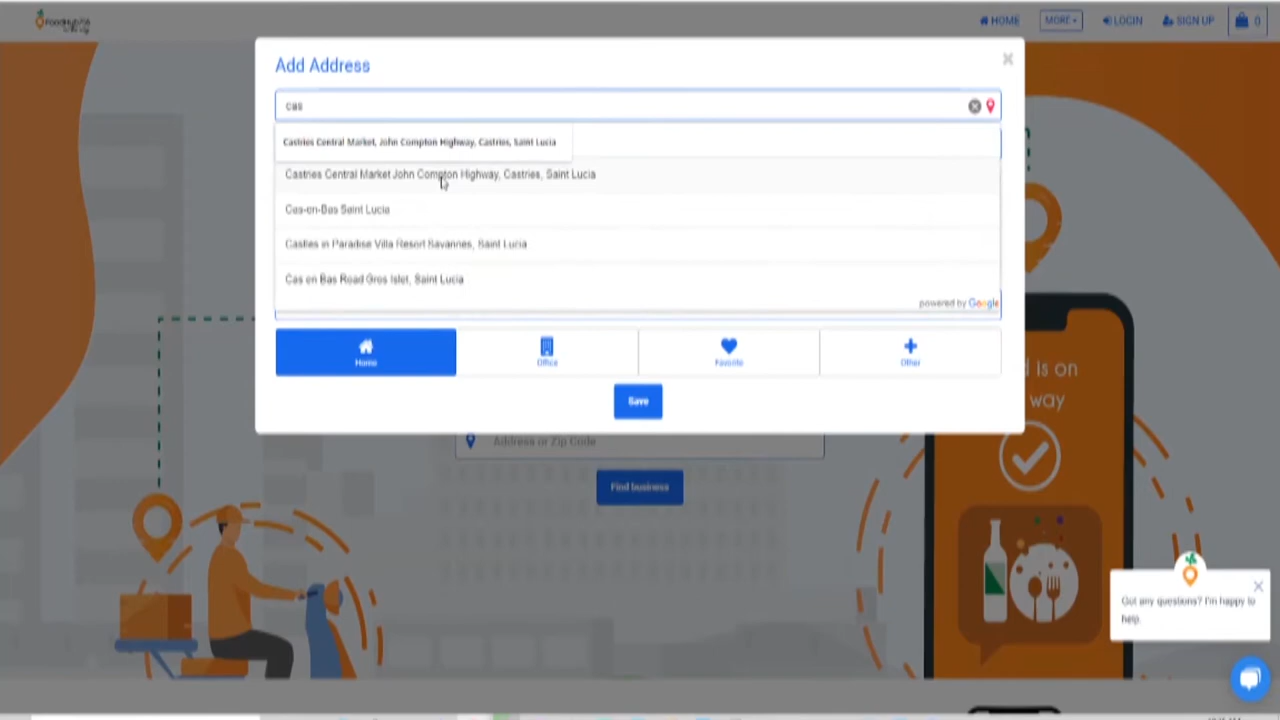 HOME
MORE
LOGIN
SIGN UP
0
Add Address
cas
Castries Central Market, John Compton Highway, Castries, Saint Lucia
Castries Central Market John Compton Highway, Castries, Saint Lucia
Cas-en-Bas Saint Lucia
Castles in Paradise Villa Resort Savannes, Saint Lucia
Cas en Bas Road Gros Islet, Saint Lucia
powered by Google
Home
Office
Favorite
Other
Save
Address or Zip Code
Find business
d is on
way
Got any questions? I'm happy to
help.